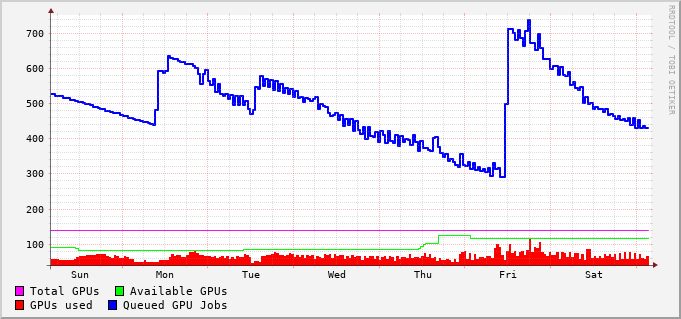 700
600
500
400
300
200
100
Sun Mon Tue Wed Thu Fri Sat
Total GPUs Available GPUs
GPUs used Queued GPU Jobs
RRDTOOL / TOBI OETIKER